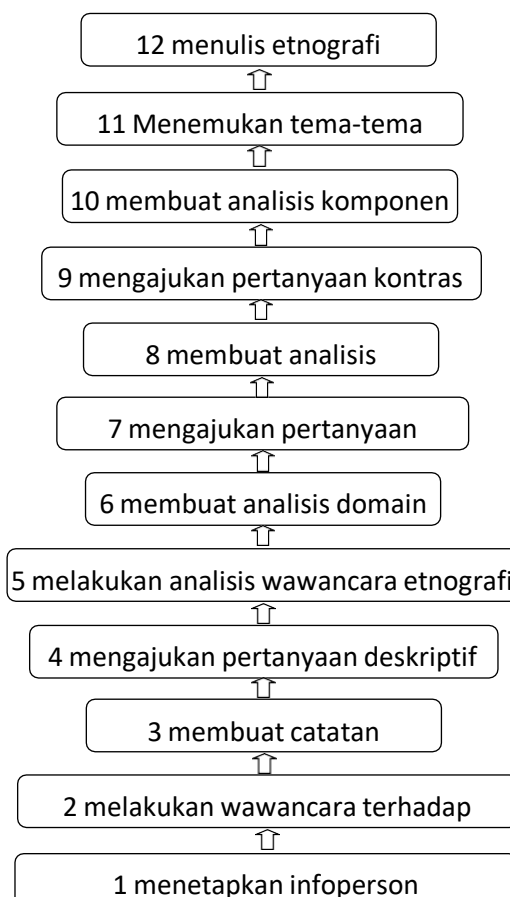 12 menulis etnografi
11 Menemukan tema-tema
10 membuat analisis komponen
9 mengajukan pertanyaan kontras
8 membuat analisis
7 mengajukan pertanyaan
6 membuat analisis domain
5 melakukan analisis wawancara etnografi
4 mengajukan pertanyaan deskriptif
3 membuat catatan
2 melakukan wawancara terhadap
1 menetapkan infoperson